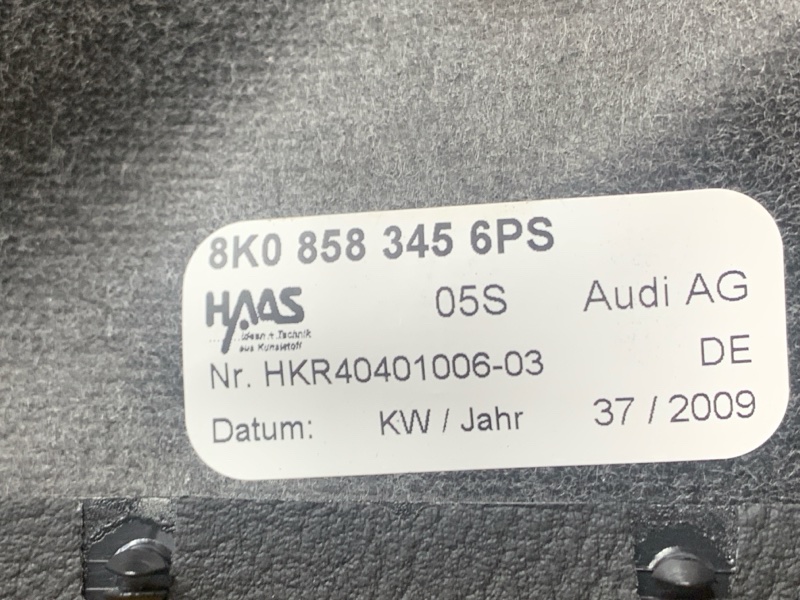 8K0 858 345 6PS
HAAS 05S Audi AG
...Ideen + Technik
aus Kunststoff
DE
Nr. HKR40401006-03
Datum: KW / Jahr 37 / 2009